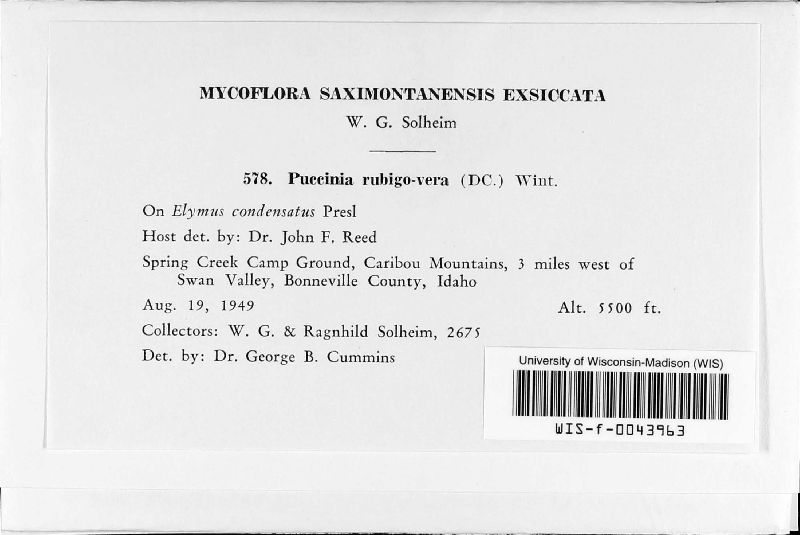 MYCOFLORA SAXIMONTANENSIS EXSICCATA
W. G. Solheim
578. Puccinia rubigo-vera (DC.) Wint.
On Elymus condensatus Presl
Host det. by: Dr. John F. Reed
Spring Creek Camp Ground, Caribou Mountains, 3 miles west of
Swan Valley, Bonneville County, Idaho
Aug. 19, 1949 Alt. 5500 ft.
Collectors: W. G. & Ragnhild Solheim, 2675
Det. by: Dr. George B. Cummins
University of Wisconsin-Madison (WIS)
WIS-f-0043963